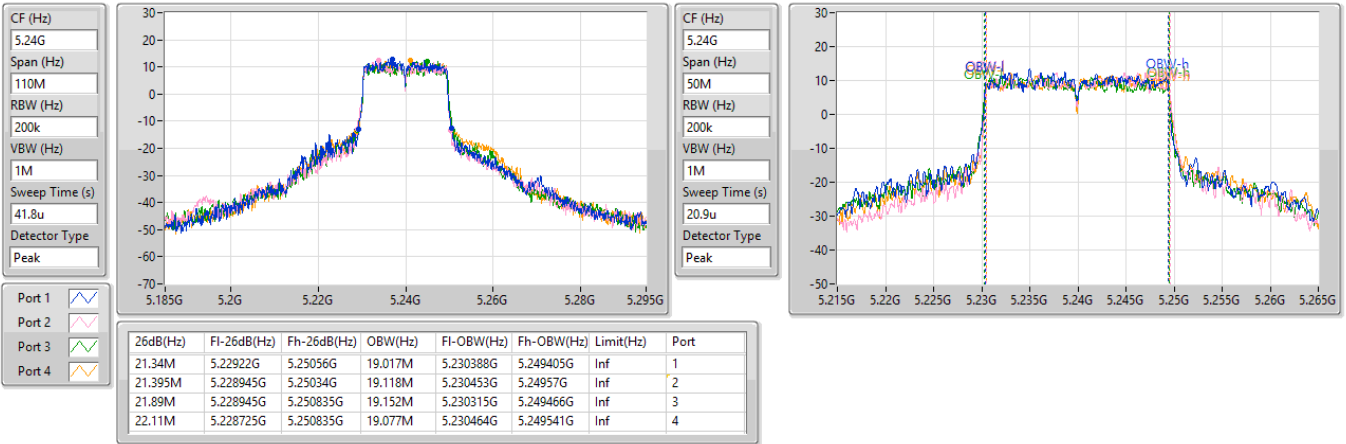 CF (Hz)
5.24G
Span (Hz)
110M
RBW (Hz)
200k
VBW (Hz)
1M
Sweep Time (s)
41.8u
Detector Type
Peak
30-
20-
10-
0-
-10-
-20-
-30-
-40-
-50-
-60-
-70-
5.185G 5.2G 5.22G 5.24G 5.26G 5.28G 5.295G
CF (Hz)
5.24G
Span (Hz)
50M
RBW (Hz)
200k
VBW (Hz)
1M
Sweep Time (s)
20.9u
Detector Type
Peak
30-
20-
10-
0-
-10-
-20-
-30-
-40-
-50-
OBW-l OBW-h
5.215G 5.22G 5.225G 5.23G 5.235G 5.24G 5.245G 5.25G 5.255G 5.26G 5.265G
Port 1
Port 2
Port 3
Port 4
26dB(Hz) Fl-26dB(Hz) Fh-26dB(Hz) OBW(Hz) Fl-OBW(Hz) Fh-OBW(Hz) Limit(Hz) Port
21.34M 5.22922G 5.25056G 19.017M 5.230388G 5.249405G Inf 1
21.395M 5.228945G 5.25034G 19.118M 5.230453G 5.24957G Inf 2
21.89M 5.228945G 5.250835G 19.152M 5.230315G 5.249466G Inf 3
22.11M 5.228725G 5.250835G 19.077M 5.230464G 5.249541G Inf 4